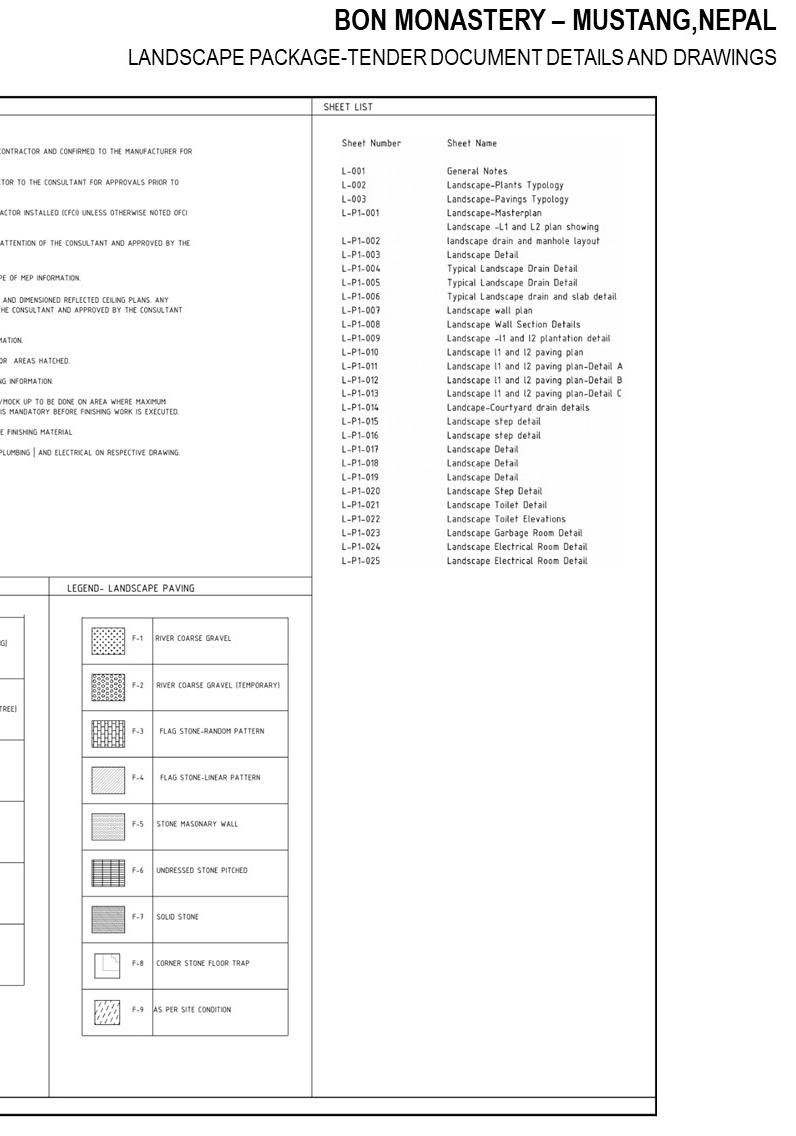 BON MONASTERY – MUSTANG,NEPAL
LANDSCAPE PACKAGE-TENDER DOCUMENT DETAILS AND DRAWINGS
CONTRACTOR AND CONFIRMED TO THE MANUFACTURER FOR
TOR TO THE CONSULTANT FOR APPROVALS PRIOR TO
ACTOR INSTALLED (CFCI) UNLESS OTHERWISE NOTED OFCI
ATTENTION OF THE CONSULTANT AND APPROVED BY THE
PE OF MEP INFORMATION.
AND DIMENSIONED REFLECTED CEILING PLANS. ANY
HE CONSULTANT AND APPROVED BY THE CONSULTANT
MATION.
OR AREAS HATCHED.
NG INFORMATION.
/MOCK UP TO BE DONE ON AREA WHERE MAXIMUM
IS MANDATORY BEFORE FINISHING WORK IS EXECUTED.
E FINISHING MATERIAL
PLUMBING | AND ELECTRICAL ON RESPECTIVE DRAWING.
SHEET LIST
Sheet Number Sheet Name
L-001 General Notes
L-002 Landscape-Plants Typology
L-003 Landscape-Pavings Typology
L-P1-001 Landscape-Masterplan
Landscape -L1 and L2 plan showing
L-P1-002 landscape drain and manhole layout
L-P1-003 Landscape Detail
L-P1-004 Typical Landscape Drain Detail
L-P1-005 Typical Landscape Drain Detail
L-P1-006 Typical Landscape drain and slab detail
L-P1-007 Landscape wall plan
L-P1-008 Landscape Wall Section Details
L-P1-009 Landscape -l1 and l2 plantation detail
L-P1-010 Landscape l1 and l2 paving plan
L-P1-011 Landscape l1 and l2 paving plan-Detail A
L-P1-012 Landscape l1 and l2 paving plan-Detail B
L-P1-013 Landscape l1 and l2 paving plan-Detail C
L-P1-014 Landcape-Courtyard drain details
L-P1-015 Landscape step detail
L-P1-016 Landscape step detail
L-P1-017 Landscape Detail
L-P1-018 Landscape Detail
L-P1-019 Landscape Detail
L-P1-020 Landscape Step Detail
L-P1-021 Landscape Toilet Detail
L-P1-022 Landscape Toilet Elevations
L-P1-023 Landscape Garbage Room Detail
L-P1-024 Landscape Electrical Room Detail
L-P1-025 Landscape Electrical Room Detail
G)
TREE)
LEGEND- LANDSCAPE PAVING
F-1 RIVER COARSE GRAVEL
F-2 RIVER COARSE GRAVEL (TEMPORARY)
F-3 FLAG STONE-RANDOM PATTERN
F-4 FLAG STONE-LINEAR PATTERN
F-5 STONE MASONARY WALL
F-6 UNDRESSED STONE PITCHED
F-7 SOLID STONE
F-8 CORNER STONE FLOOR TRAP
F-9 AS PER SITE CONDITION